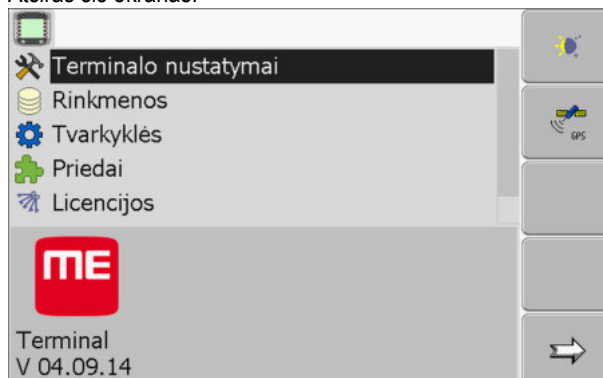 Atsiras šis ekranas:
Terminalo nustatymai
Rinkmenos
Tvarkyklės
Priedai
Licencijos
GPS
ME
Terminal
V 04.09.14